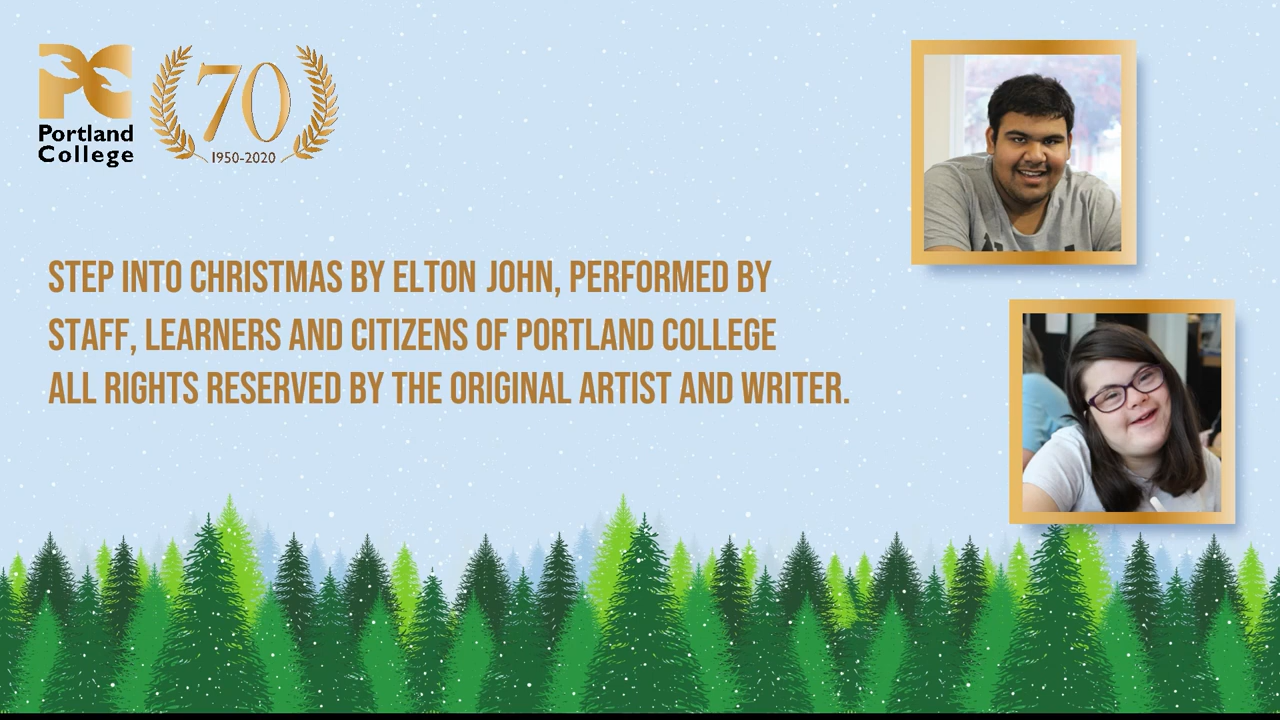 Portland
College
70
1950-2020
STEP INTO CHRISTMAS BY ELTON JOHN, PERFORMED BY
STAFF, LEARNERS AND CITIZENS OF PORTLAND COLLEGE
ALL RIGHTS RESERVED BY THE ORIGINAL ARTIST AND WRITER.